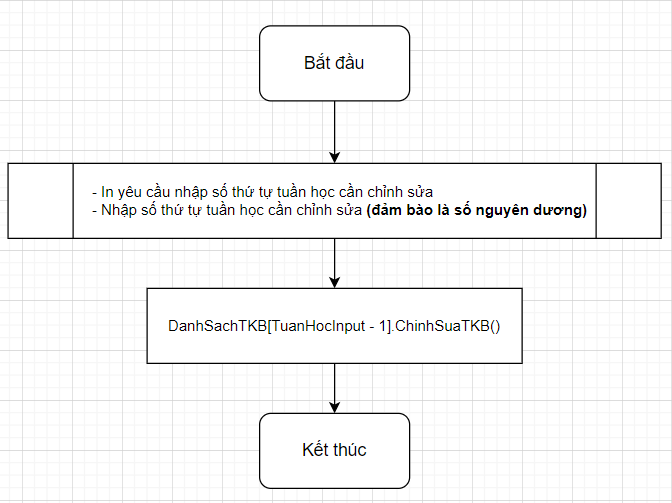 Bắt đầu
- In yêu cầu nhập số thứ tự tuần học cần chỉnh sửa
- Nhập số thứ tự tuần học cần chỉnh sửa (đảm bào là số nguyên dương)
DanhSachTKB[TuanHocInput - 1].ChinhSuaTKB()
Kết thúc